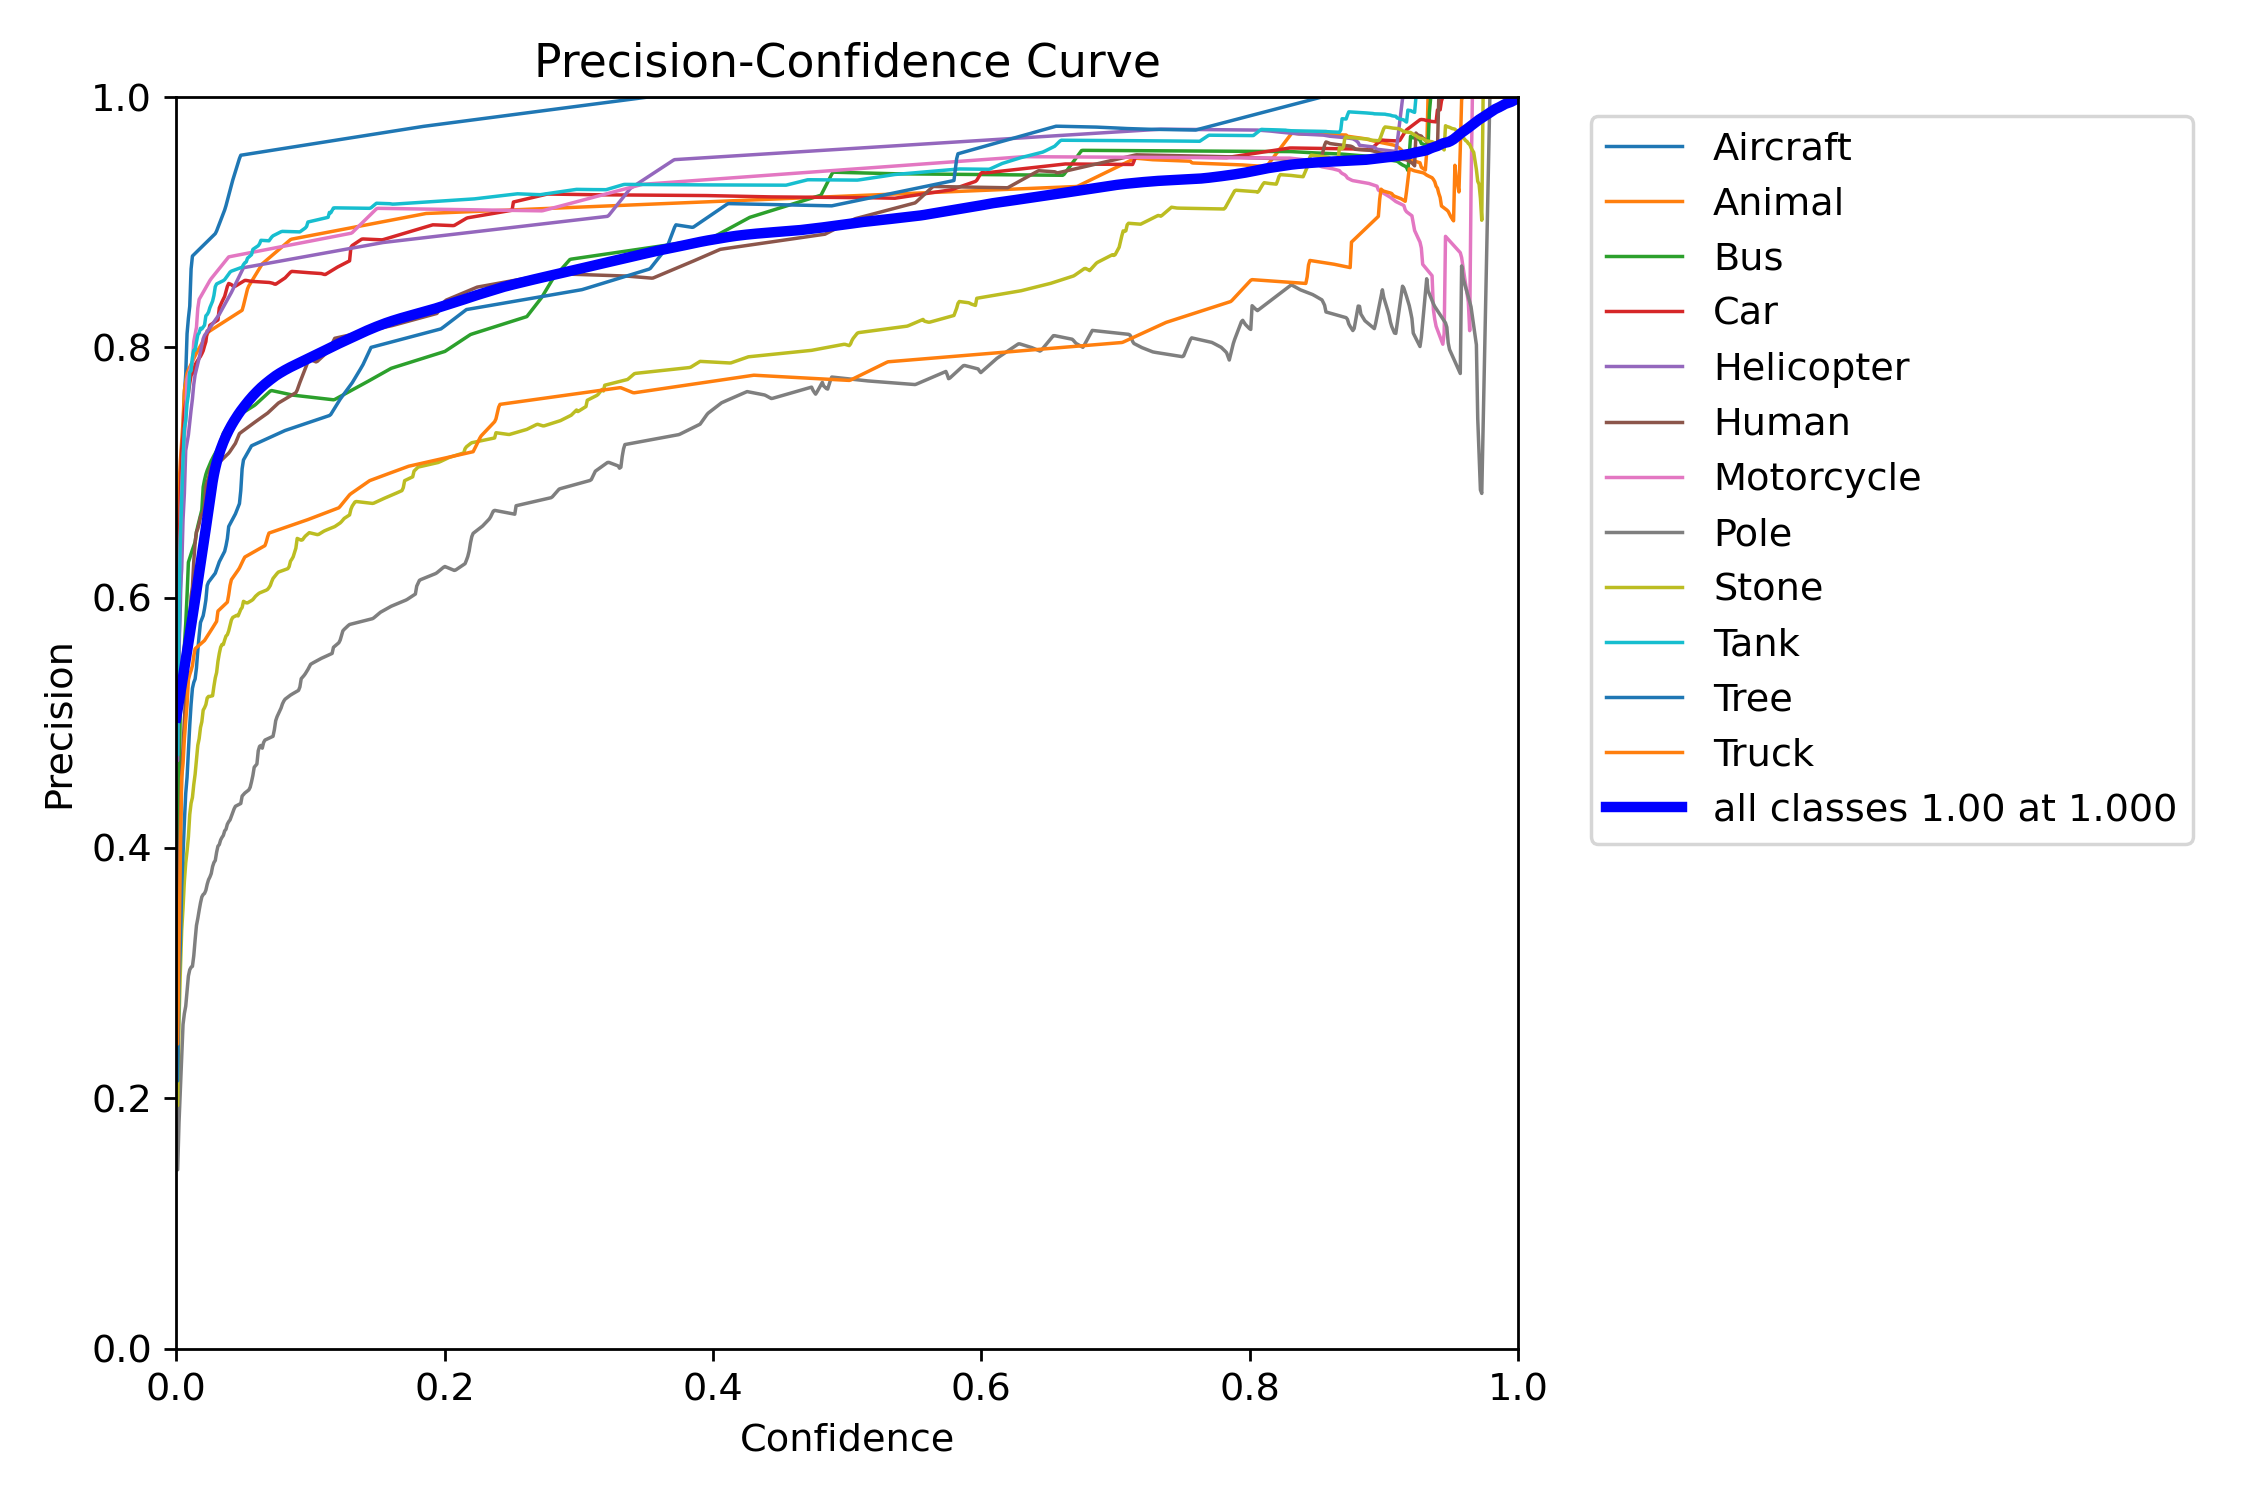 Precision-Confidence Curve
1.0
0.8
0.6
0.4
0.2
0.0
Precision
0.0 0.2 0.4 0.6 0.8 1.0
Confidence
Aircraft
Animal
Bus
Car
Helicopter
Human
Motorcycle
Pole
Stone
Tank
Tree
Truck
all classes 1.00 at 1.000